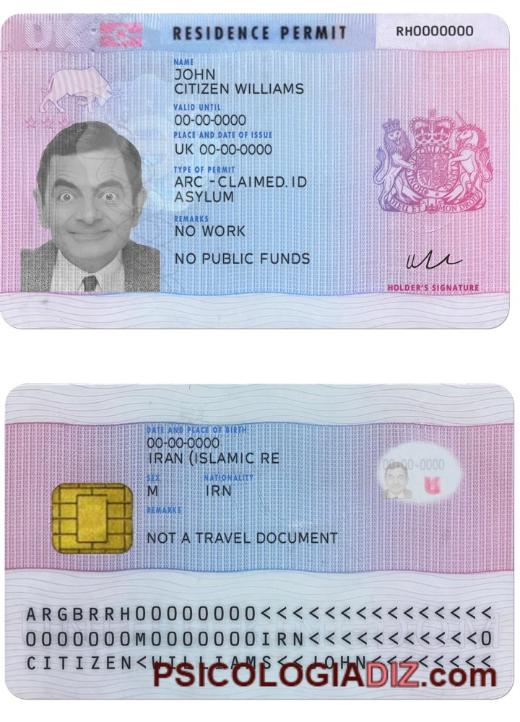 RESIDENCE PERMIT
RH0000000
NAME
JOHN
CITIZEN WILLIAMS
VALID UNTIL
00-00-0000
PLACE AND DATE OF ISSUE
UK 00-00-0000
TYPE OF PERMIT
ARC - CLAIMED. ID
ASYLUM
REMARKS
NO WORK
NO PUBLIC FUNDS
HOLDER'S SIGNATURE
DATE AND PLACE OF BIRTH
00-00-0000
IRAN (ISLAMIC RE
00-00-0000
SEX NATIONALITY
M IRN
REMARKS
NOT A TRAVEL DOCUMENT
ARGBRRH00000000<<<<<<<<<<<<<<<
0000000M0000000IRN<<<<<<<<<<<0
CITIZEN<WILLIAMS<<JOHN<<<<<<<<
PSICOLOGIADIZ.com